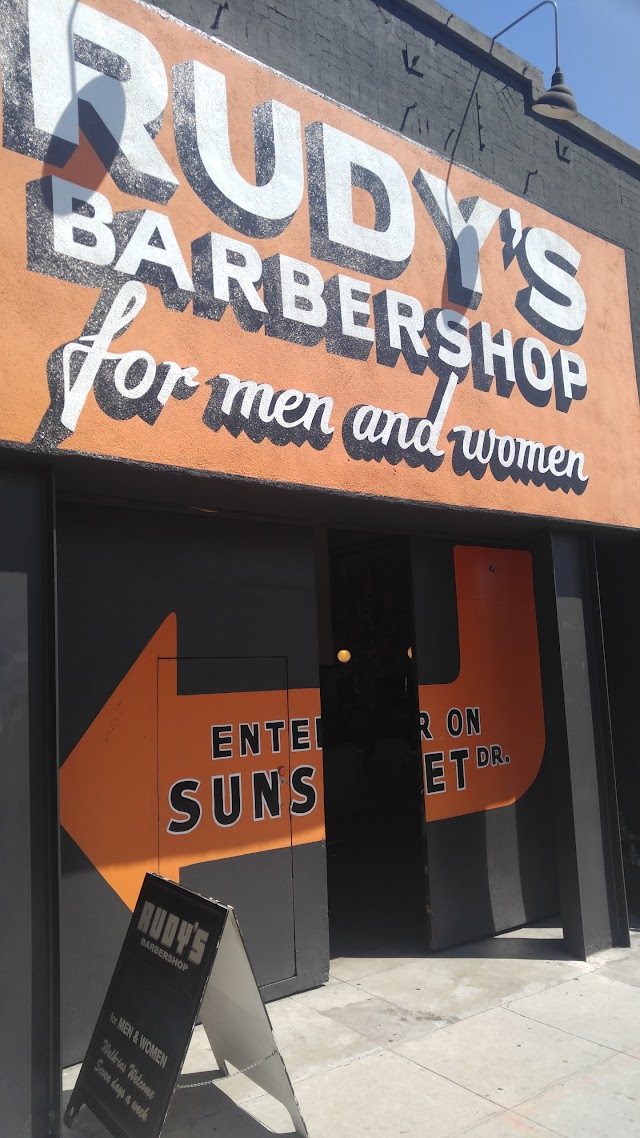 RUDY'S
BARBERSHOP
for men and women
ENTE R ON
SUNS ET DR.
RUDY'S
BARBERSHOP
for MEN & WOMEN
Walk-ins Welcome
Seven days a week